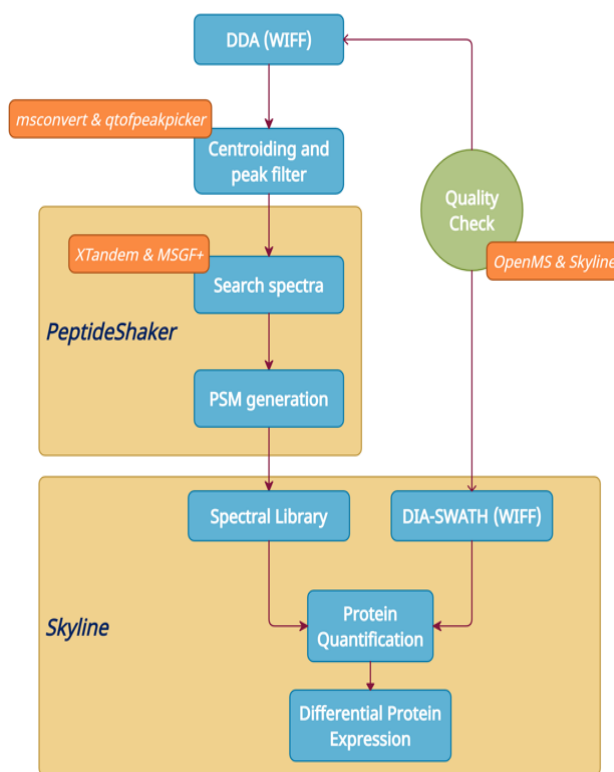 DDA (WIFF)
msconvert & qtofpeakpicker
Centroiding and
peak filter
Quality
Check
OpenMS & Skyline
XTandem & MSGF+
Search spectra
PeptideShaker
PSM generation
Spectral Library
DIA-SWATH (WIFF)
Skyline
Protein
Quantification
Differential Protein
Expression